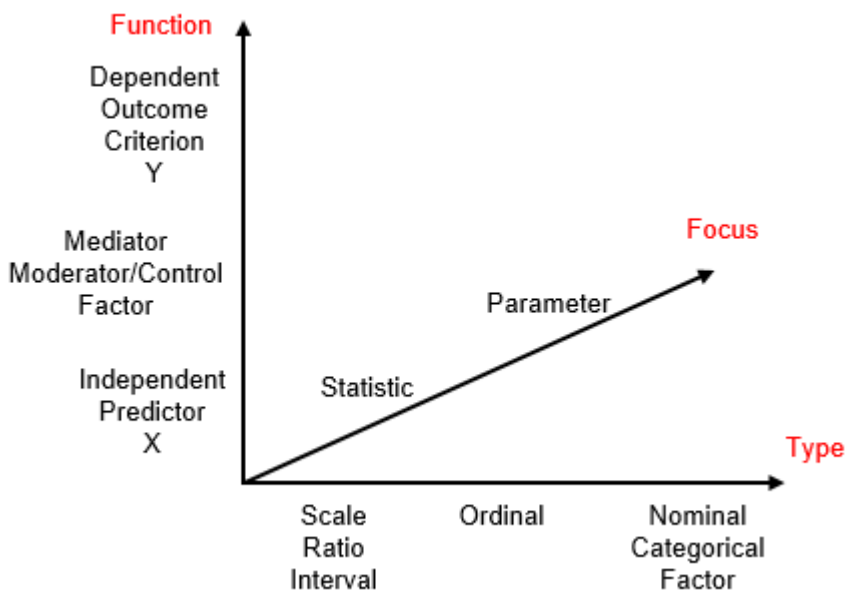 Function
Dependent
Outcome
Criterion
Y
Mediator
Moderator/Control
Factor
Independent
Predictor
X
Focus
Parameter
Statistic
Type
Scale
Ratio
Interval
Ordinal
Nominal
Categorical
Factor